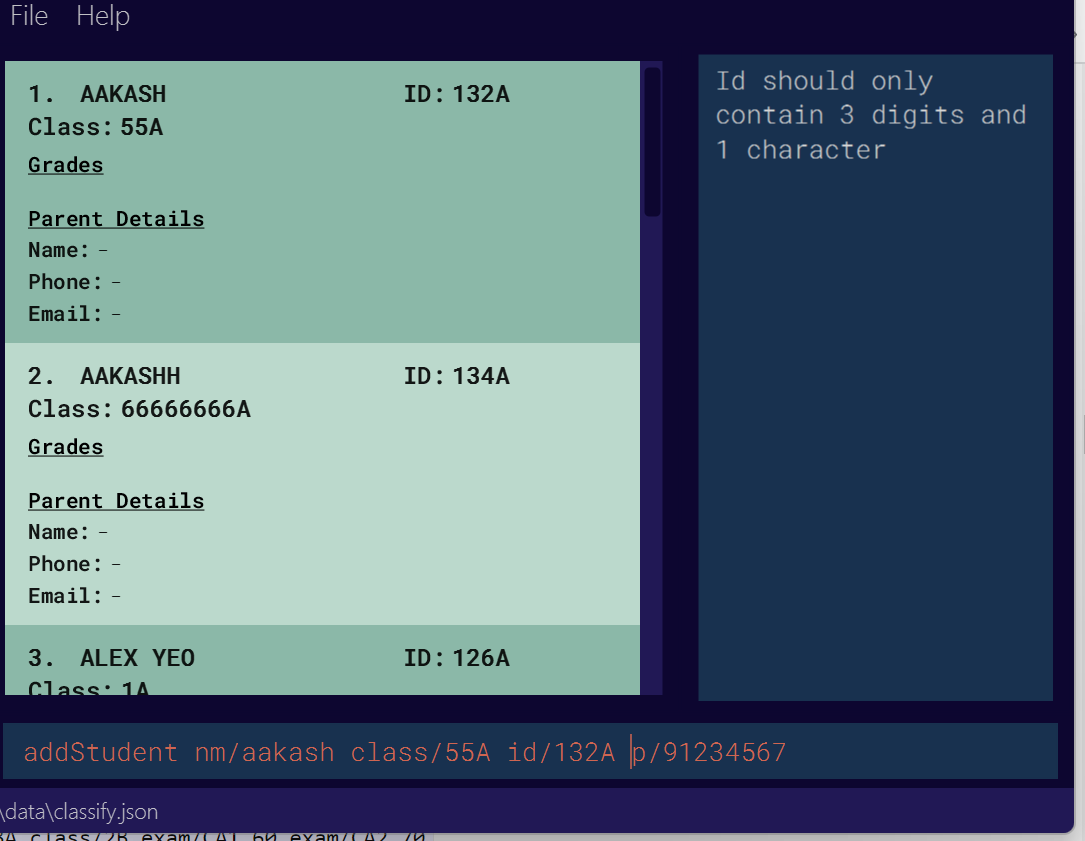 File Help
1. AAKASH ID: 132A
Class: 55A
Grades
Parent Details
Name: -
Phone: -
Email: -
2. AAKASHH ID: 134A
Class: 66666666A
Grades
Parent Details
Name: -
Phone: -
Email: -
3. ALEX YEO ID: 126A
Class: 1A
Id should only
contain 3 digits and
1 character
addStudent nm/aakash class/55A id/132A p/91234567
\data\classify.json
class/2B exam/CA1 60 exam/CA2 70